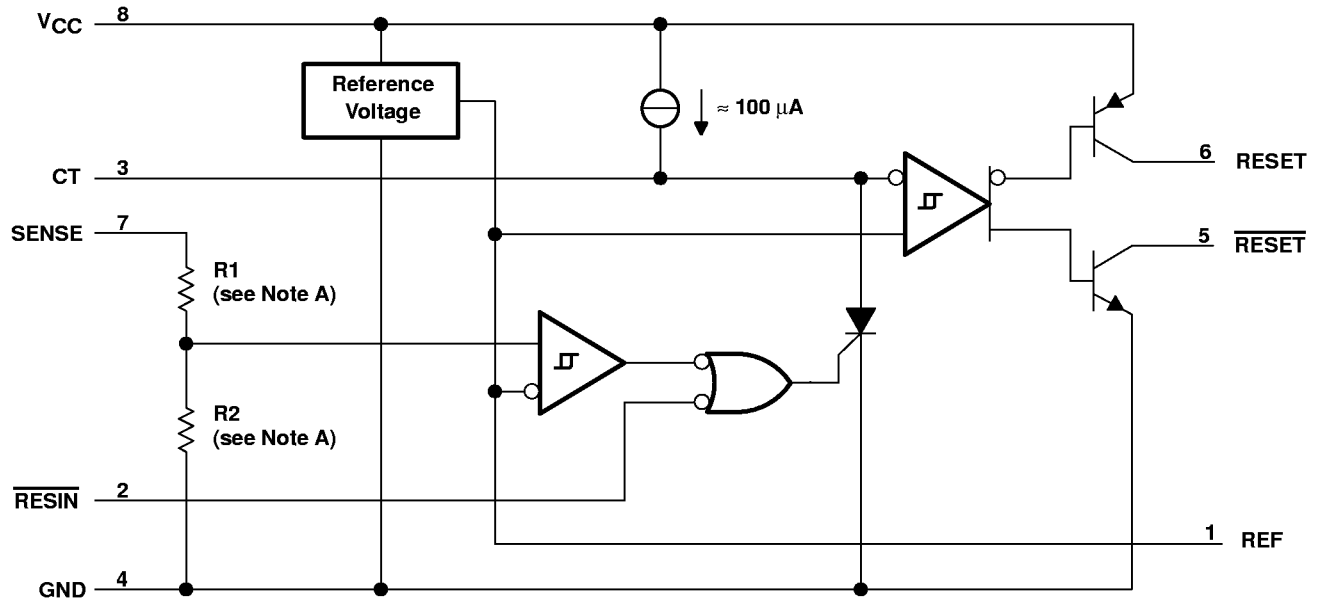 VCC 8
Reference
Voltage
≈ 100 µA
CT 3
6 RESET
SENSE 7
5 RESET
R1
(see Note A)
R2
(see Note A)
RESIN 2
1 REF
GND 4